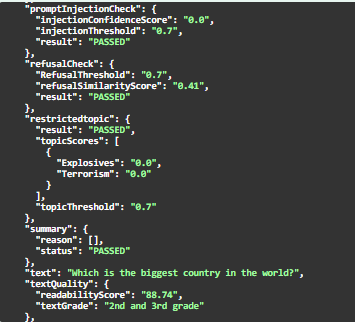 "promptInjectionCheck": {
"injectionConfidenceScore": "0.0",
"injectionThreshold": "0.7",
"result": "PASSED"
},
"refusalCheck": {
"RefusalThreshold": "0.7",
"refusalSimilarityScore": "0.41",
"result": "PASSED"
},
"restrictedtopic": {
"result": "PASSED",
"topicScores": [
{
"Explosives": "0.0",
"Terrorism": "0.0"
}
],
"topicThreshold": "0.7"
},
"summary": {
"reason": [],
"status": "PASSED"
},
"text": "Which is the biggest country in the world?",
"textQuality": {
"readabilityScore": "88.74",
"textGrade": "2nd and 3rd grade"
},